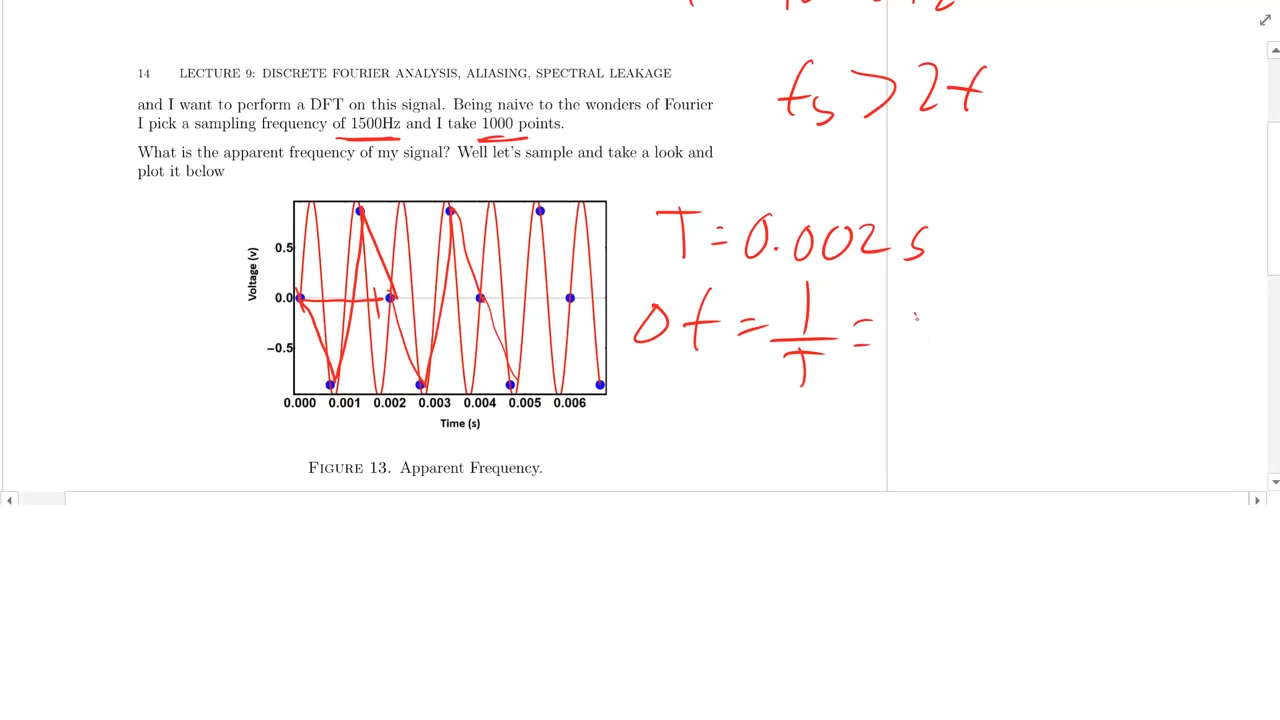 fs > 2f
14 LECTURE 9: DISCRETE FOURIER ANALYSIS, ALIASING, SPECTRAL LEAKAGE
and I want to perform a DFT on this signal. Being naive to the wonders of Fourier
I pick a sampling frequency of 1500Hz and I take 1000 points.
What is the apparent frequency of my signal? Well let's sample and take a look and
plot it below
Voltage (v)
0.5
0.0
−0.5
0.000 0.001 0.002 0.003 0.004 0.005 0.006
Time (s)
T = 0.002 s
Δf = 1/T =
FIGURE 13. Apparent Frequency.